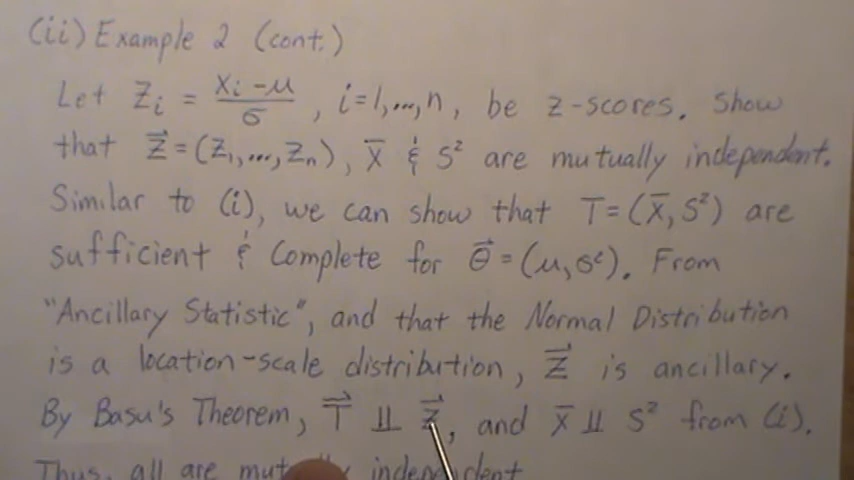 (ii) Example 2 (cont.)
Let Zi = (Xi -μ)/σ , i=1,...,n, be z-scores. Show
that Z⃗ = (Z1,...,Zn), X̄ & S² are mutually independent.
Similar to (i), we can show that T=(X̄, S²) are
sufficient & Complete for θ⃗ = (μ,σ²). From
"Ancillary Statistic", and that the Normal Distribution
is a location-scale distribution, Z⃗ is ancillary.
By Basu's Theorem, T⃗ ⫫ Z⃗, and X̄ ⫫ S² from (i).
Thus, all are independent